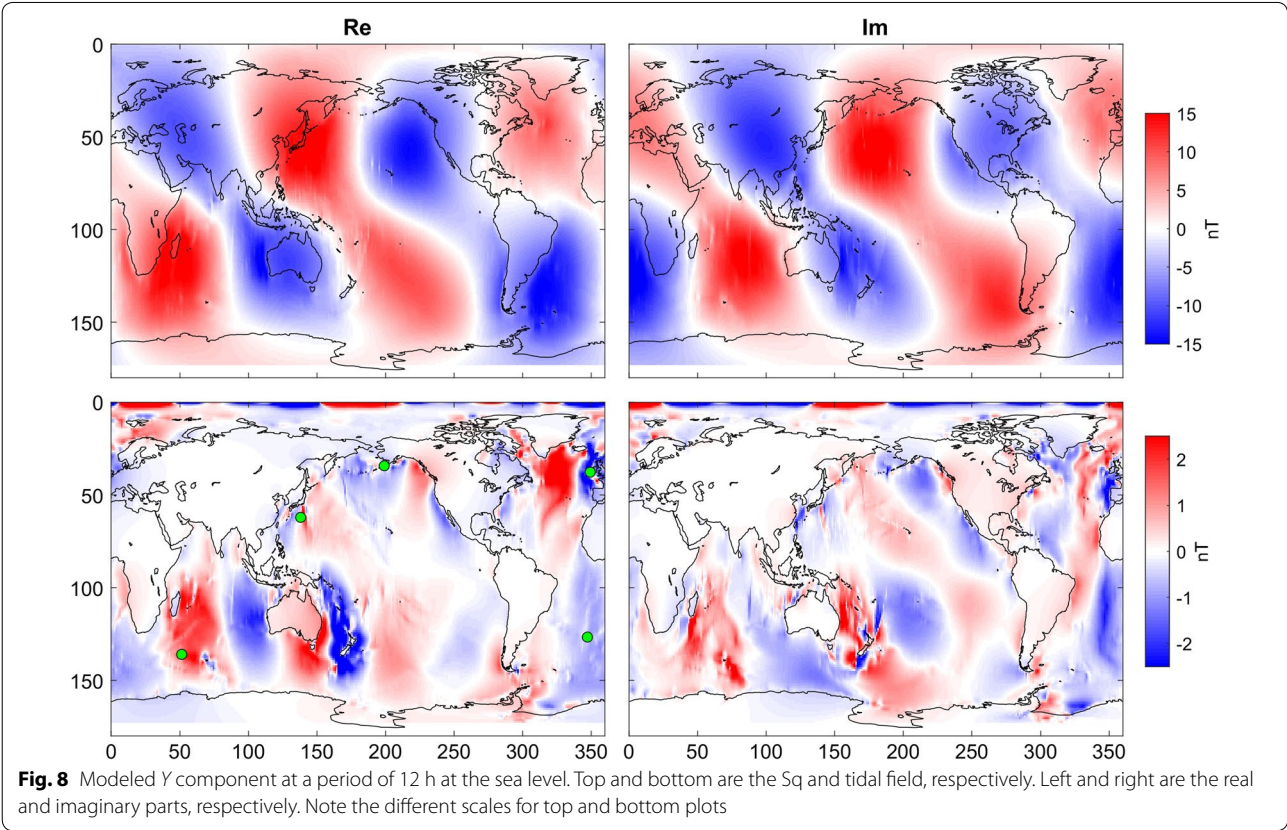 Re
Im
0
50
100
150
15
10
5
0
-5
-10
-15
nT
0
50
100
150
0 50 100 150 200 250 300 350
0 50 100 150 200 250 300 350
2
1
0
-1
-2
nT
Fig. 8 Modeled Y component at a period of 12 h at the sea level. Top and bottom are the Sq and tidal field, respectively. Left and right are the real
and imaginary parts, respectively. Note the different scales for top and bottom plots